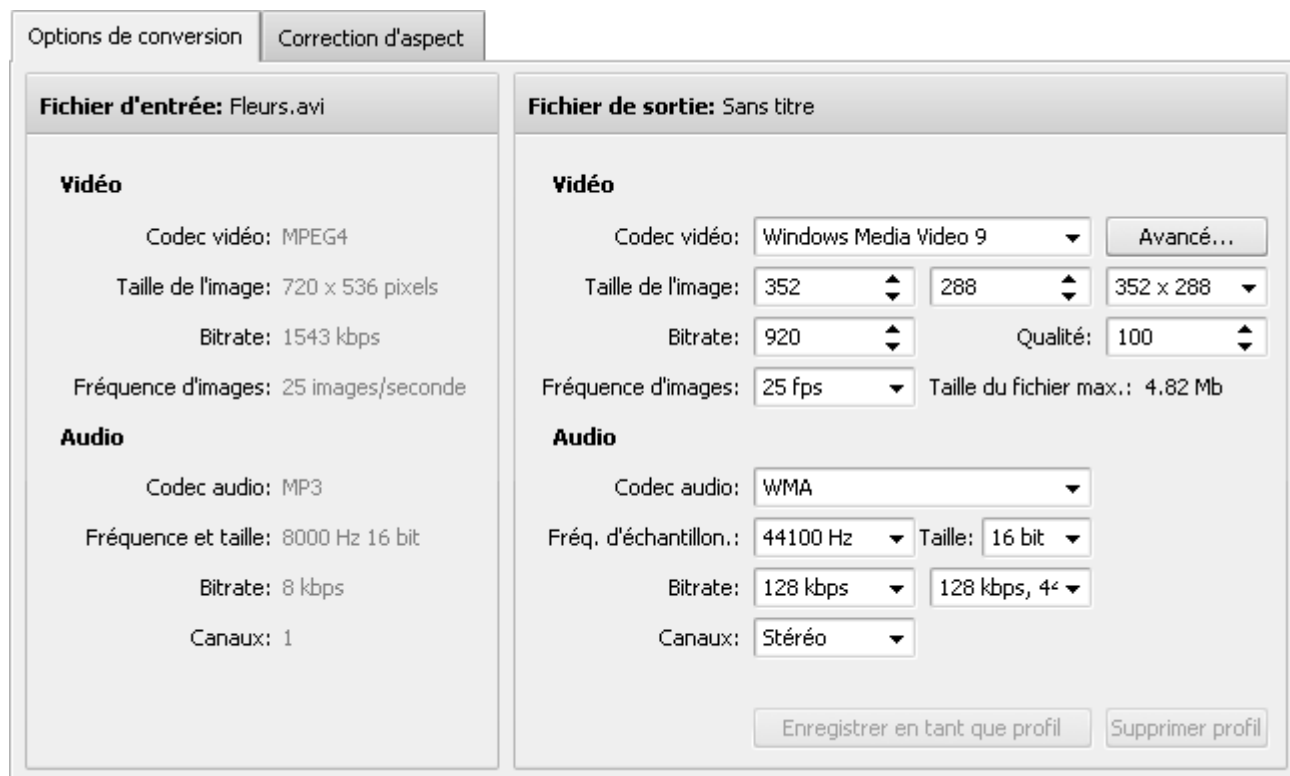 Options de conversion Correction d'aspect
Fichier d'entrée: Fleurs.avi
Vidéo
Codec vidéo: MPEG4
Taille de l'image: 720 x 536 pixels
Bitrate: 1543 kbps
Fréquence d'images: 25 images/seconde
Audio
Codec audio: MP3
Fréquence et taille: 8000 Hz 16 bit
Bitrate: 8 kbps
Canaux: 1
Fichier de sortie: Sans titre
Vidéo
Codec vidéo: Windows Media Video 9 Avancé...
Taille de l'image: 352 288 352 x 288
Bitrate: 920 Qualité: 100
Fréquence d'images: 25 fps Taille du fichier max.: 4.82 Mb
Audio
Codec audio: WMA
Fréq. d'échantillon.: 44100 Hz Taille: 16 bit
Bitrate: 128 kbps 128 kbps, 44
Canaux: Stéréo
Enregistrer en tant que profil Supprimer profil